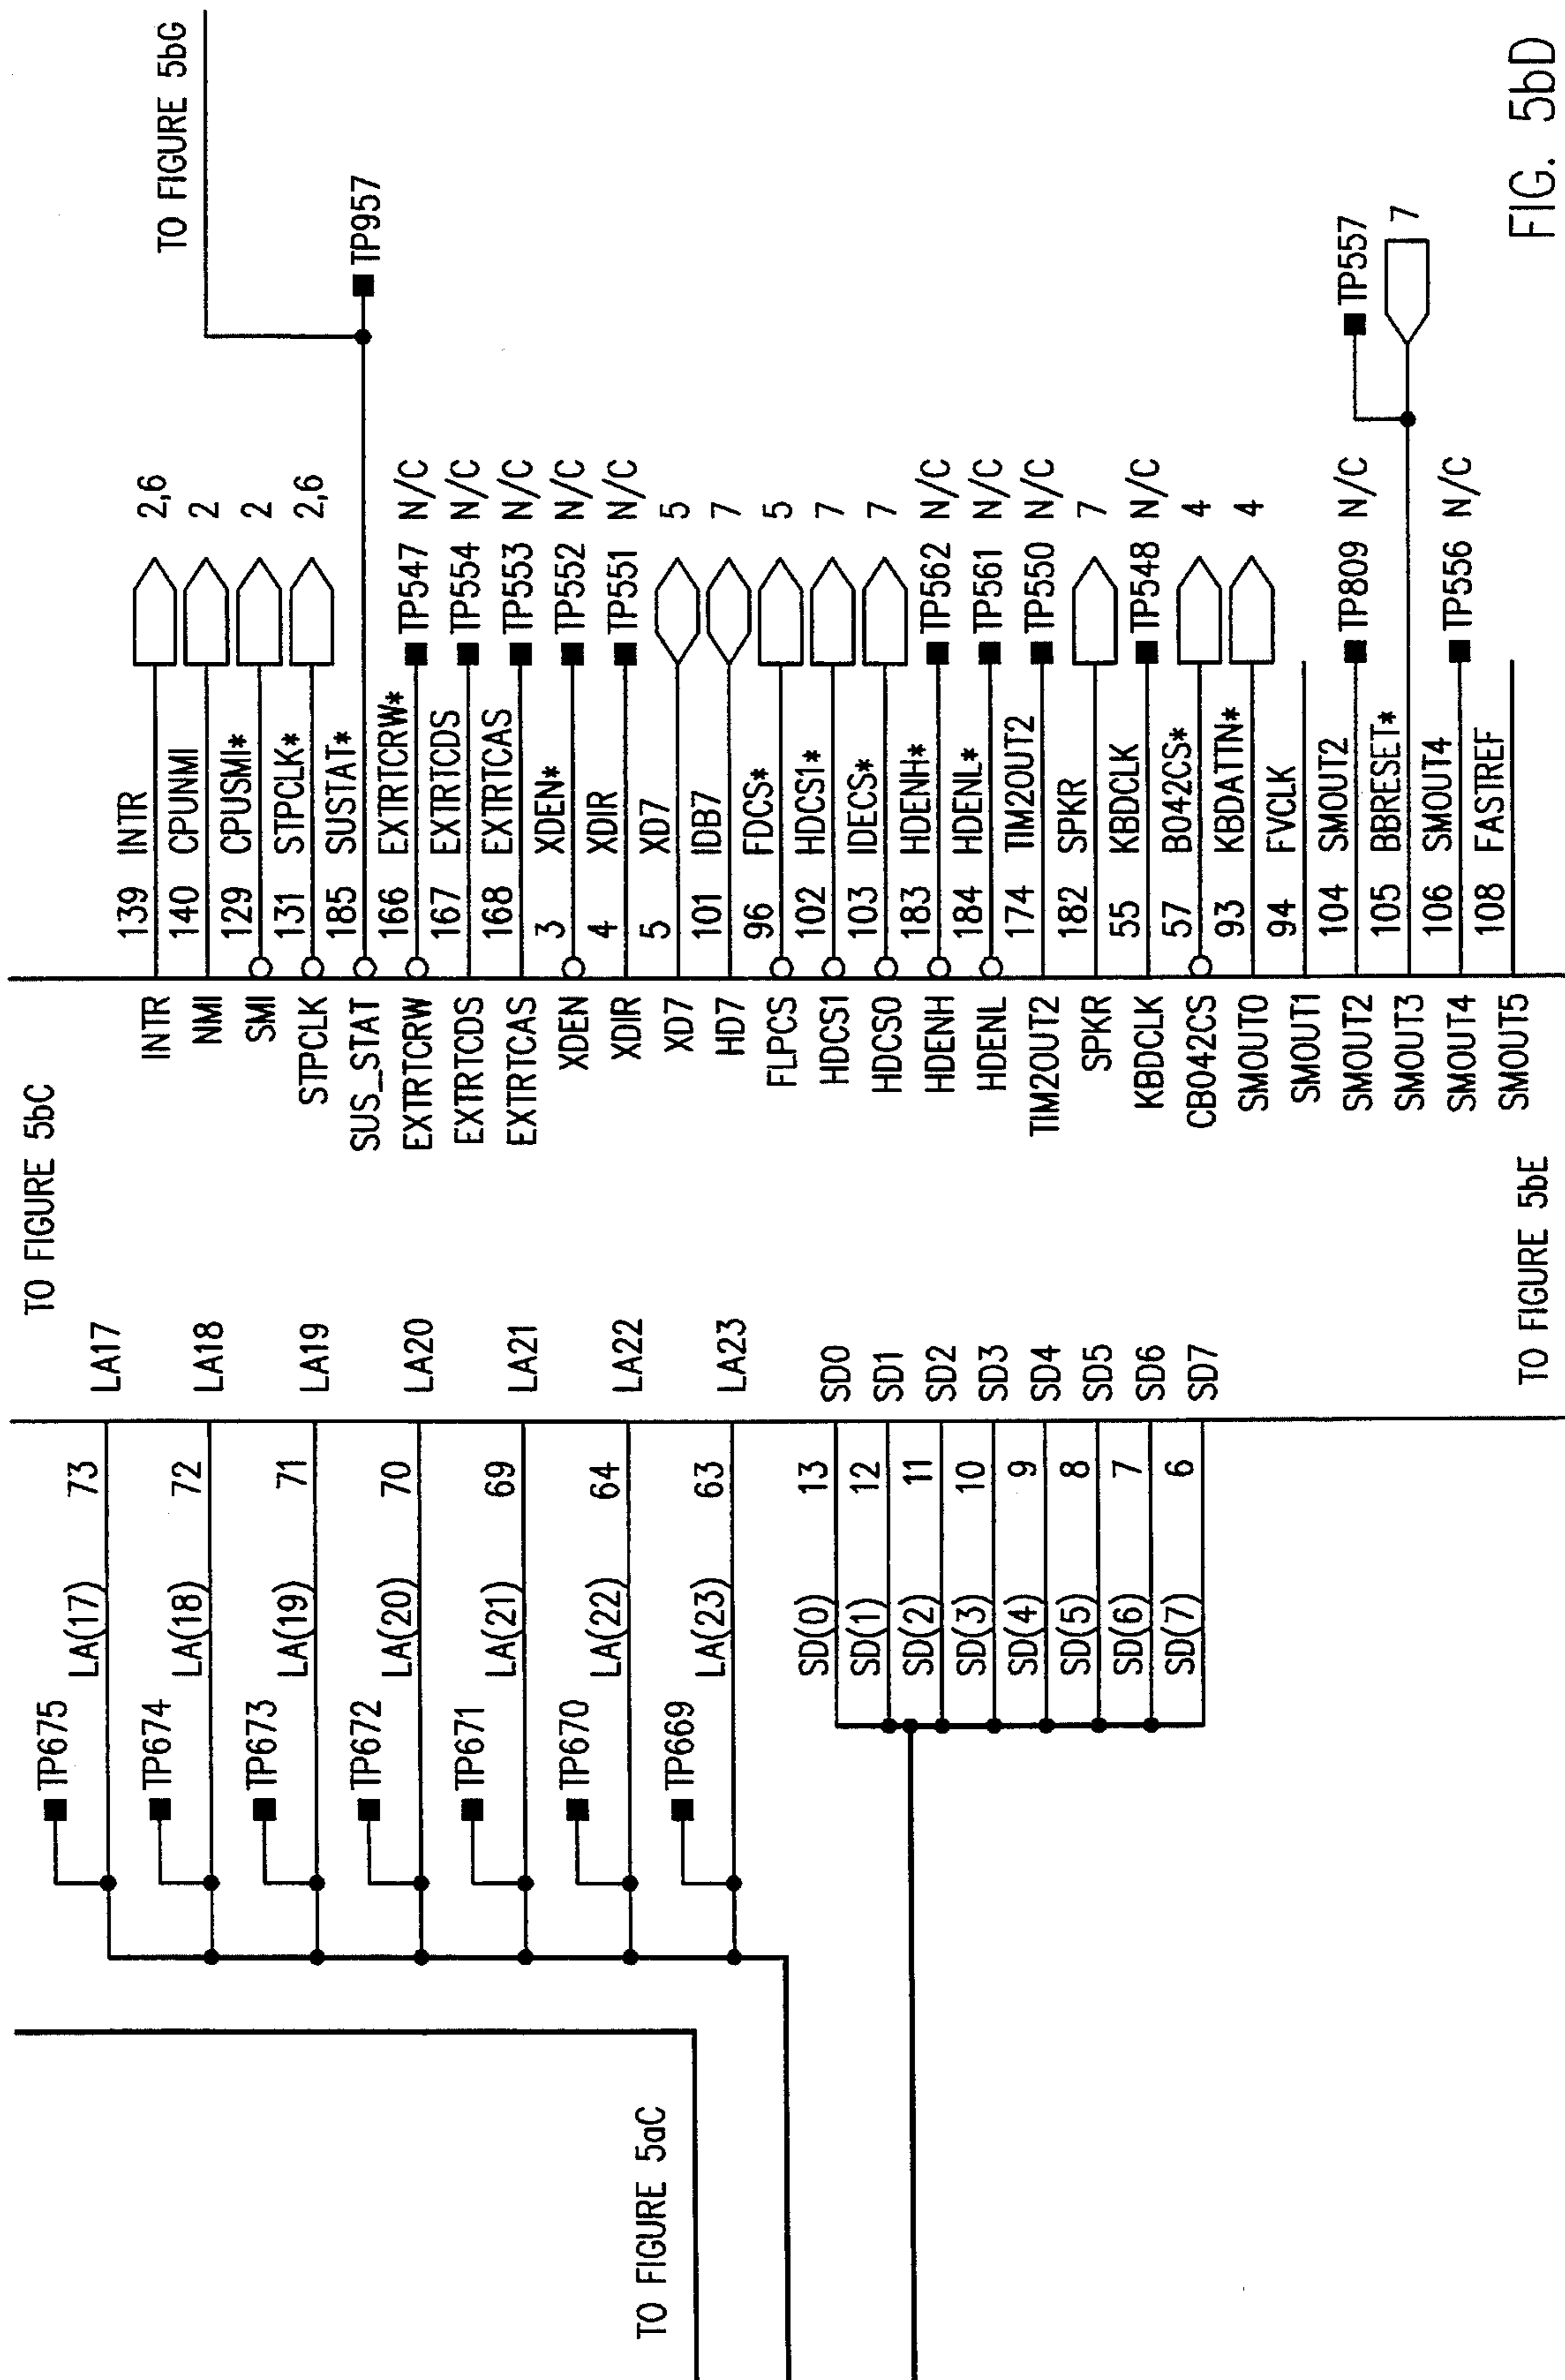 TO FIGURE 5bC
TO FIGURE 5bG
TP675
LA(17) 73 LA17
TP674
LA(18) 72 LA18
TP673
LA(19) 71 LA19
TP672
LA(20) 70 LA20
TP671
LA(21) 69 LA21
TP670
LA(22) 64 LA22
TP669
LA(23) 63 LA23
TO FIGURE 5aC
SD(0) 13 SD0
SD(1) 12 SD1
SD(2) 11 SD2
SD(3) 10 SD3
SD(4) 9 SD4
SD(5) 8 SD5
SD(6) 7 SD6
SD(7) 6 SD7
INTR 139 INTR 2,6
NMI 140 CPUNMI 2
SMI 129 CPUSMI* 2
STPCLK 131 STPCLK* 2,6
SUS_STAT 185 SUSTAT* TP957
EXTRTCRW 166 EXTRTCRW* TP547 N/C
EXTRTCDS 167 EXTRTCDS TP554 N/C
EXTRTCAS 168 EXTRTCAS TP553 N/C
XDEN 3 XDEN* TP552 N/C
XDIR 4 XDIR TP551 N/C
XD7 5 XD7 5
HD7 101 IDB7 7
FLPCS 96 FDCS* 5
HDCS1 102 HDCS1* 7
HDCS0 103 IDECS* 7
HDENH 183 HDENH* TP562 N/C
HDENL 184 HDENL* TP561 N/C
TIM2OUT2 174 TIM2OUT2 TP550 N/C
SPKR 182 SPKR 7
KBDCLK 55 KBDCLK TP548 N/C
CB042CS 57 B042CS* 4
SMOUT0 93 KBDATTN* 4
SMOUT1 94 FVCLK
SMOUT2 104 SMOUT2 TP809 N/C
TP557
SMOUT3 105 BBRESET* 7
SMOUT4 106 SMOUT4 TP556 N/C
SMOUT5 108 FASTREF
TO FIGURE 5bE
FIG. 5bD